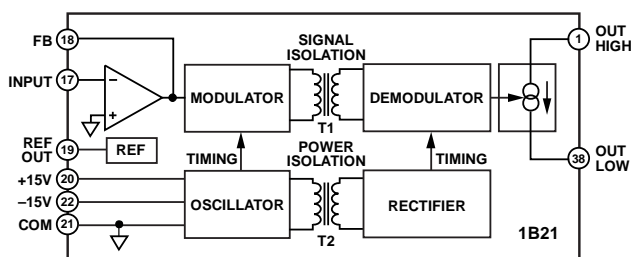 FB 18
SIGNAL
ISOLATION
1 OUT
HIGH
INPUT 17
–
+
MODULATOR
T1
DEMODULATOR
REF
OUT 19
REF
TIMING
POWER
ISOLATION
TIMING
38 OUT
LOW
+15V 20
–15V 22
COM 21
OSCILLATOR
T2
RECTIFIER
1B21